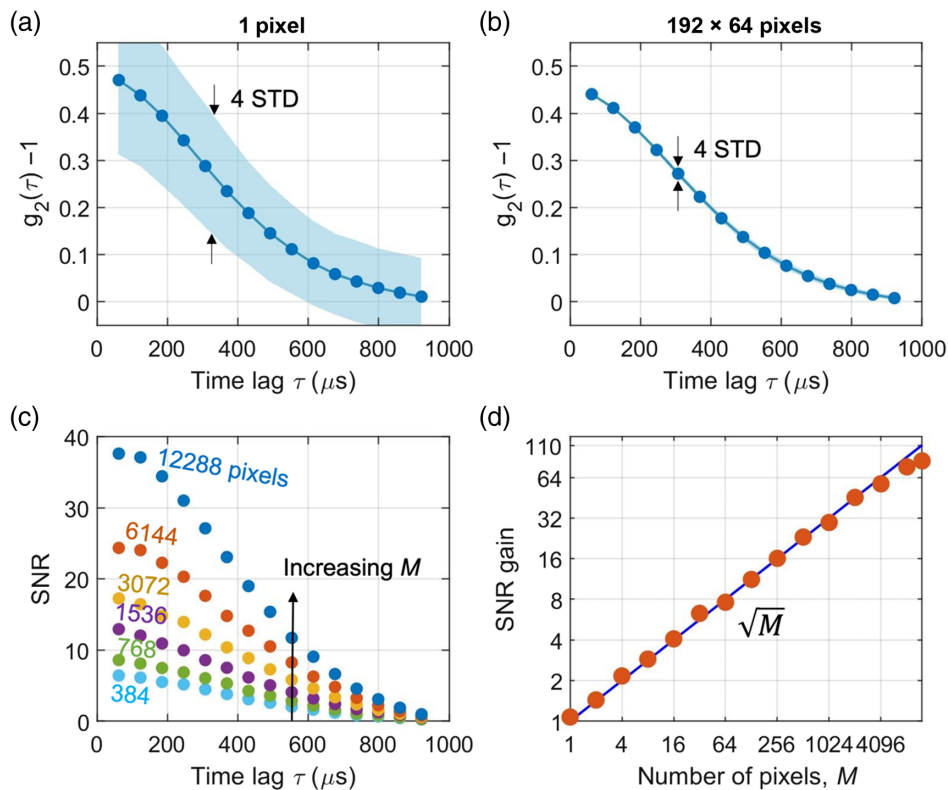 (a)
1 pixel
0.5
0.4
0.3
0.2
0.1
0
g₂(τ) −1
4 STD
0 200 400 600 800 1000
Time lag τ (μs)
(b)
192 × 64 pixels
0.5
0.4
0.3
0.2
0.1
0
g₂(τ) −1
4 STD
0 200 400 600 800 1000
Time lag τ (μs)
(c)
40
30
20
10
0
SNR
12288 pixels
6144
3072
1536
768
384
Increasing M
0 200 400 600 800 1000
Time lag τ (μs)
(d)
110
64
32
16
8
4
2
1
SNR gain
√M
1 4 16 64 256 1024 4096
Number of pixels, M